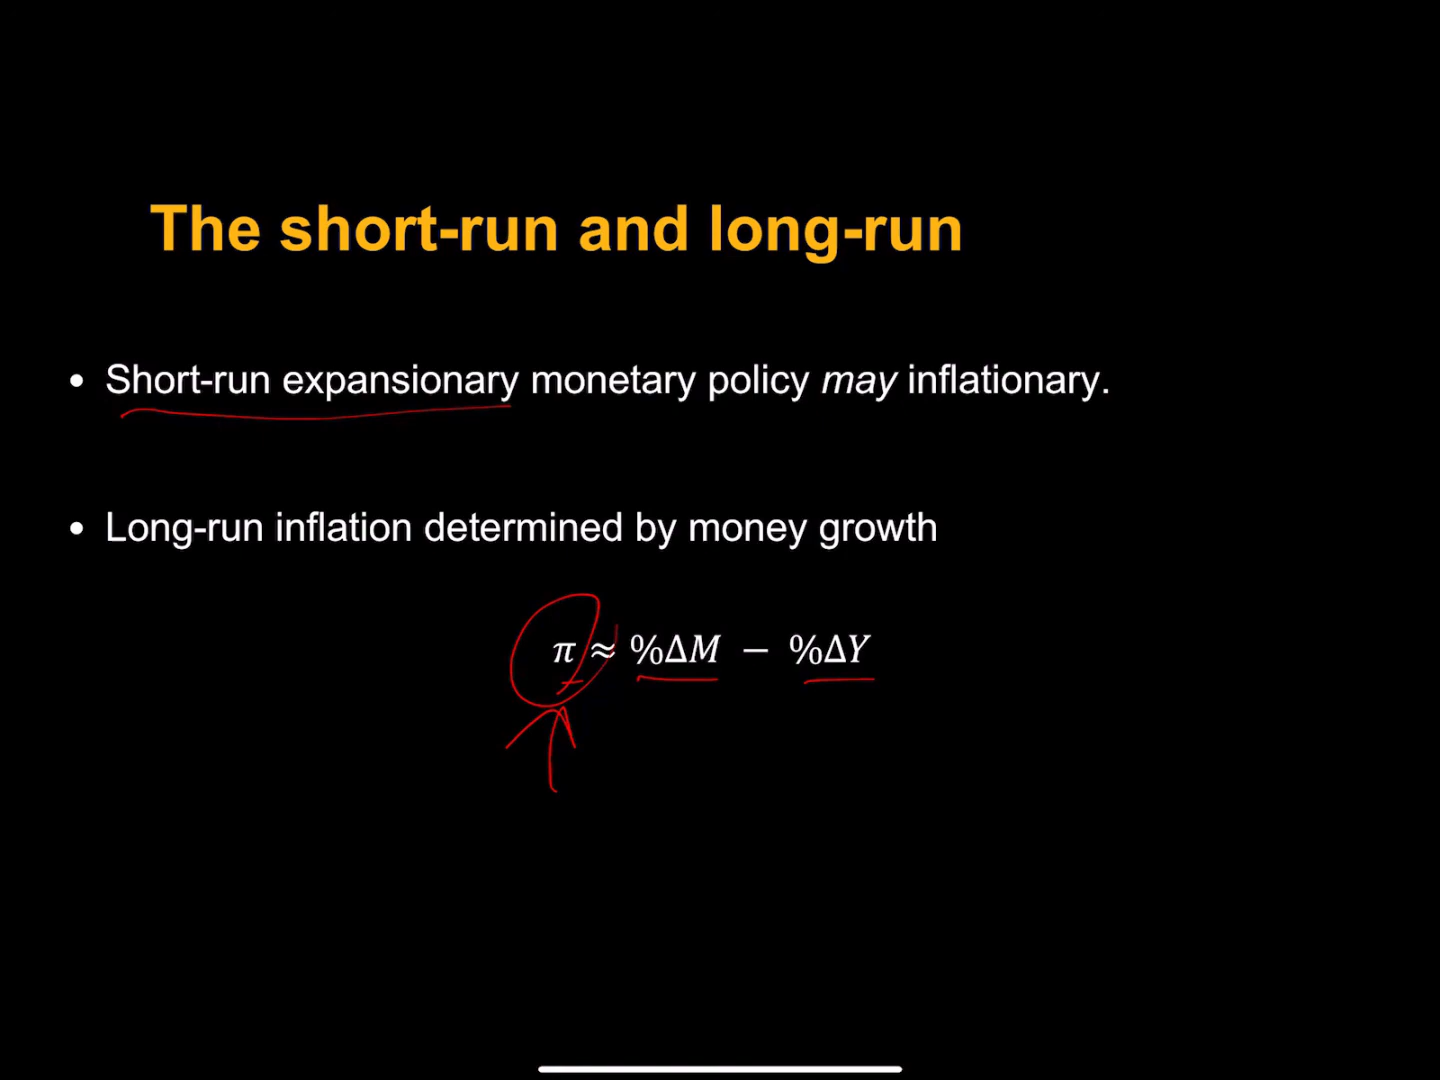 The short-run and long-run
• Short-run expansionary monetary policy may inflationary.
• Long-run inflation determined by money growth
π ≈ %ΔM − %ΔY